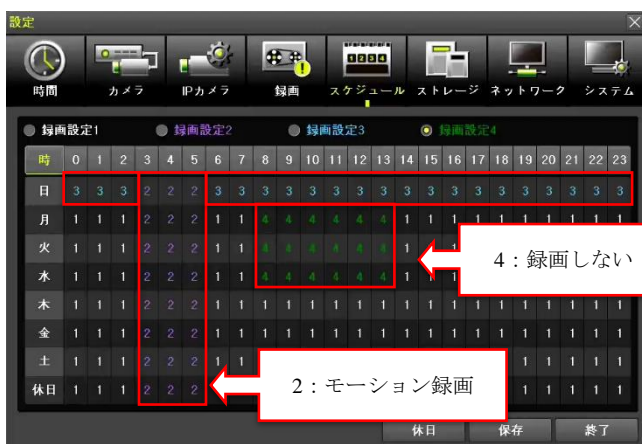 設定
時間 カメラ IPカメラ 録画 スケジュール ストレージ ネットワーク システム
録画設定1 録画設定2 録画設定3 録画設定4
時 0 1 2 3 4 5 6 7 8 9 10 11 12 13 14 15 16 17 18 19 20 21 22 23
日 3 3 3 2 2 2 3 3 3 3 3 3 3 3 3 3 3 3 3 3 3 3 3 3
月 1 1 1 2 2 2 1 1 4 4 4 4 4 4 1 1 1 1 1 1 1 1 1 1
火 1 1 1 2 2 2 1 1 4 4 4 4 4 4 1 1
水 1 1 1 2 2 2 1 1 4 4 4 4 4 4 1 1 1
4：録画しない
木 1 1 1 2 2 2 1 1 1 1 1 1 1 1 1 1 1 1 1 1 1 1 1 1
金 1 1 1 2 2 2 1 1 1 1 1 1 1 1 1 1 1 1 1 1 1 1 1 1
土 1 1 1 2 2 2 1 1 1 1 1 1
休日 1 1 1 2 2 2 1 1 1 1
2：モーション録画
休日 保存 終了